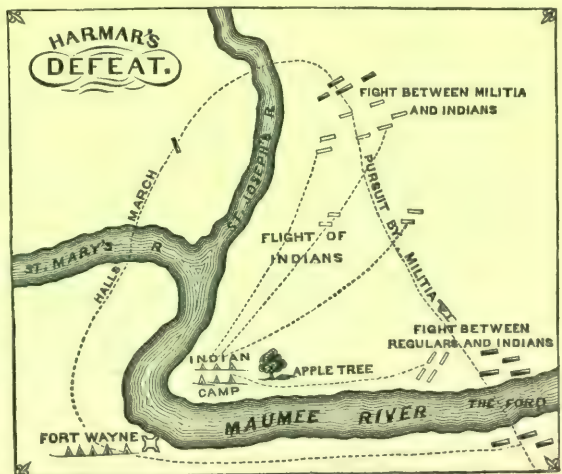 HARMAR'S
DEFEAT.
FIGHT BETWEEN MILITIA
AND INDIANS
ST. JOSEPH'S R
PURSUIT BY MILITIA
HALLS MARCH
ST. MARY'S R
FLIGHT OF
INDIANS
FIGHT BETWEEN
REGULARS AND INDIANS
INDIAN
CAMP
APPLE TREE
THE FORD
MAUMEE RIVER
FORT WAYNE